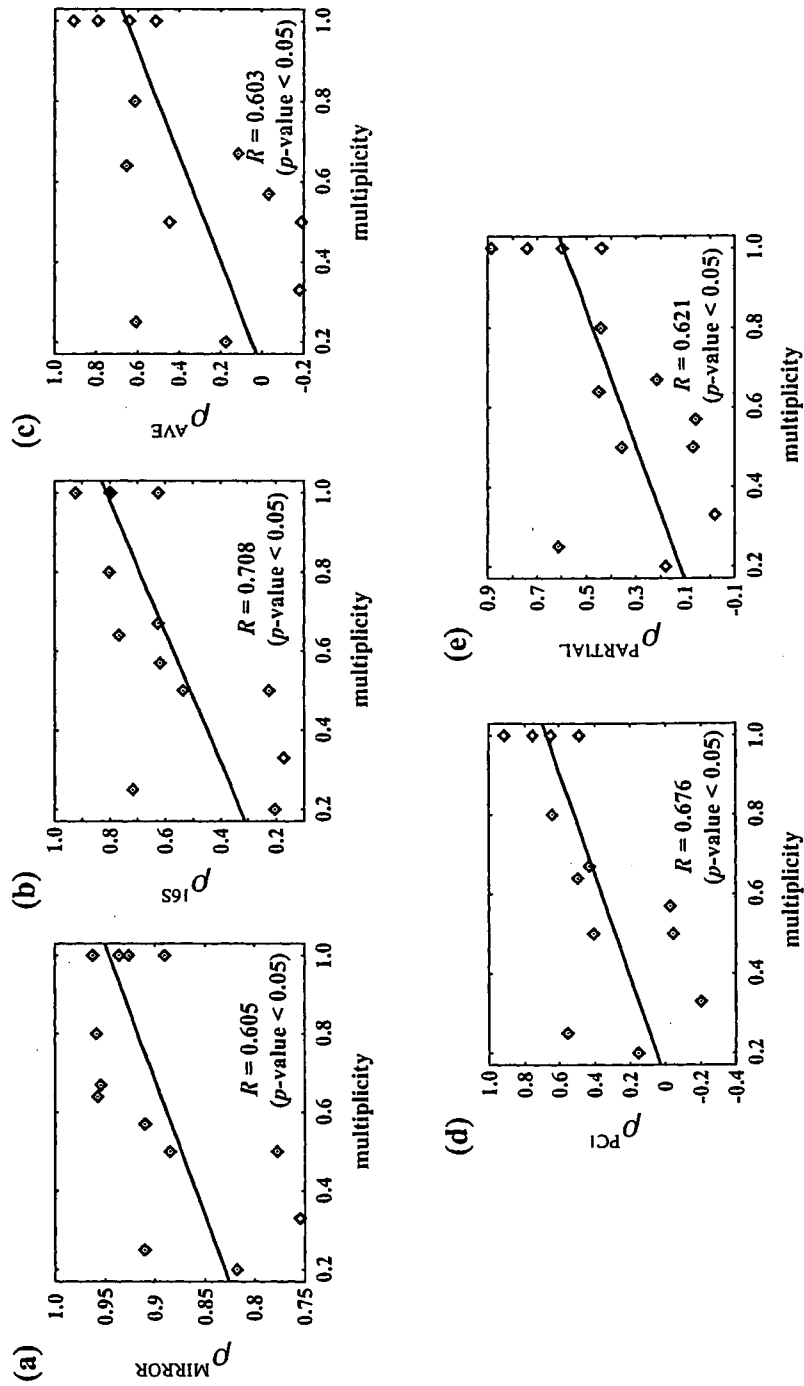 (a)
ρMIRROR
1.0
0.95
0.9
0.85
0.8
0.75
0.2
0.4
0.6
0.8
1.0
multiplicity
R = 0.605
(p-value < 0.05)
(b)
ρ16S
1.0
0.8
0.6
0.4
0.2
0.2
0.4
0.6
0.8
1.0
multiplicity
R = 0.708
(p-value < 0.05)
(c)
ρAVE
1.0
0.8
0.6
0.4
0.2
0
-0.2
0.2
0.4
0.6
0.8
1.0
multiplicity
R = 0.603
(p-value < 0.05)
(d)
ρPC1
1.0
0.8
0.6
0.4
0.2
0
-0.2
-0.4
0.2
0.4
0.6
0.8
1.0
multiplicity
R = 0.676
(p-value < 0.05)
(e)
ρPARTIAL
0.9
0.7
0.5
0.3
0.1
-0.1
0.2
0.4
0.6
0.8
1.0
multiplicity
R = 0.621
(p-value < 0.05)